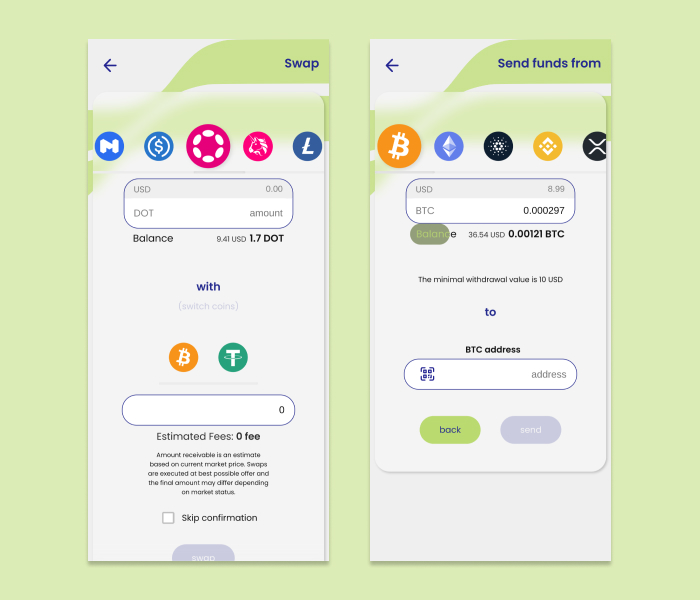 Swap
USD 0.00
DOT amount
Balance 9.41 USD 1.7 DOT
with
(switch coins)
0
Estimated Fees: 0 fee
Amount receivable is an estimate
based on current market price. Swaps
are executed at best possible offer and
the final amount may differ depending
on market status.
Skip confirmation
swap
Send funds from
USD 8.99
BTC 0.000297
Balance 36.54 USD 0.00121 BTC
The minimal withdrawal value is 10 USD
to
BTC address
address
back send